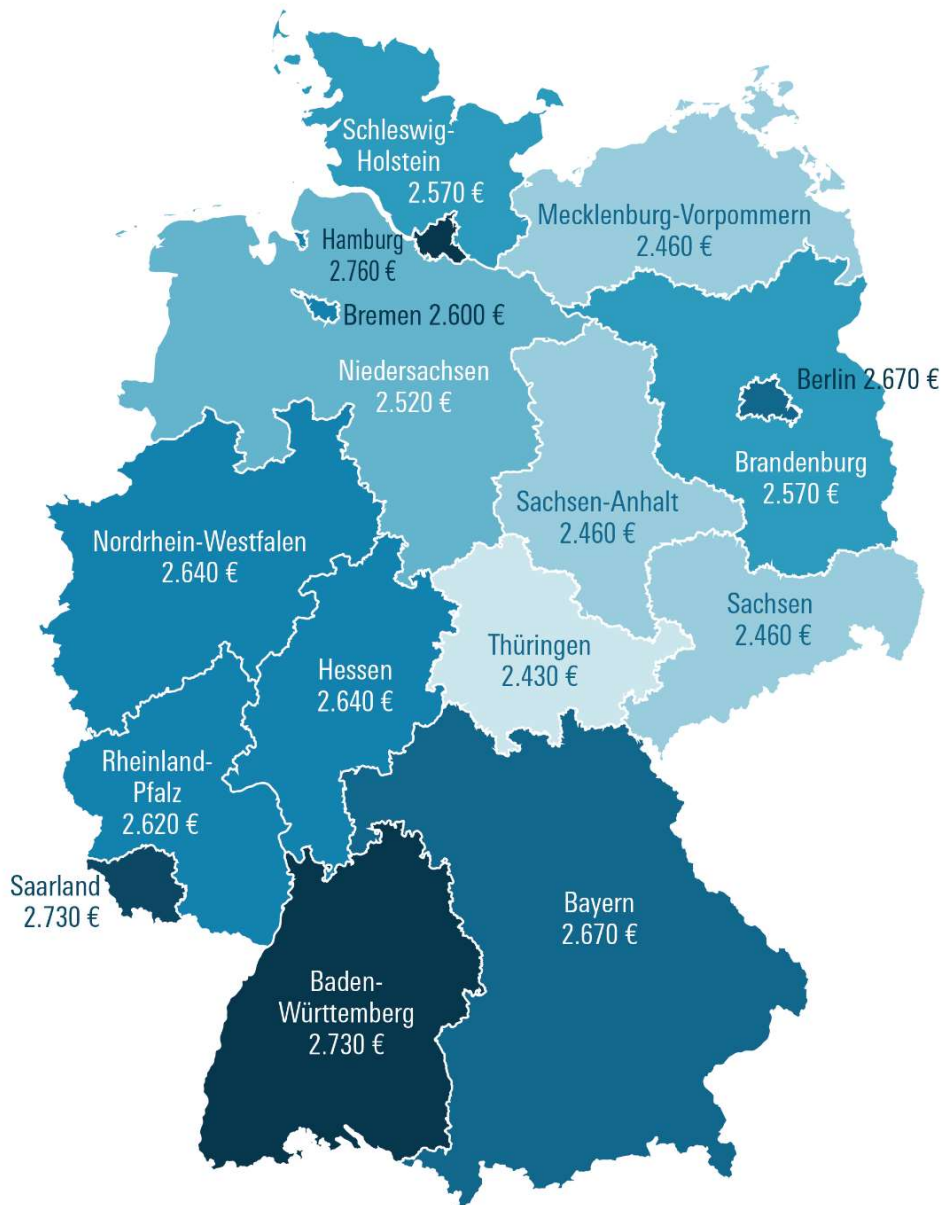 Schleswig-
Holstein
2.570 €
Mecklenburg-Vorpommern
2.460 €
Hamburg
2.760 €
Bremen 2.600 €
Niedersachsen
2.520 €
Berlin 2.670 €
Brandenburg
2.570 €
Sachsen-Anhalt
2.460 €
Nordrhein-Westfalen
2.640 €
Sachsen
2.460 €
Thüringen
2.430 €
Hessen
2.640 €
Rheinland-
Pfalz
2.620 €
Saarland
2.730 €
Bayern
2.670 €
Baden-
Württemberg
2.730 €